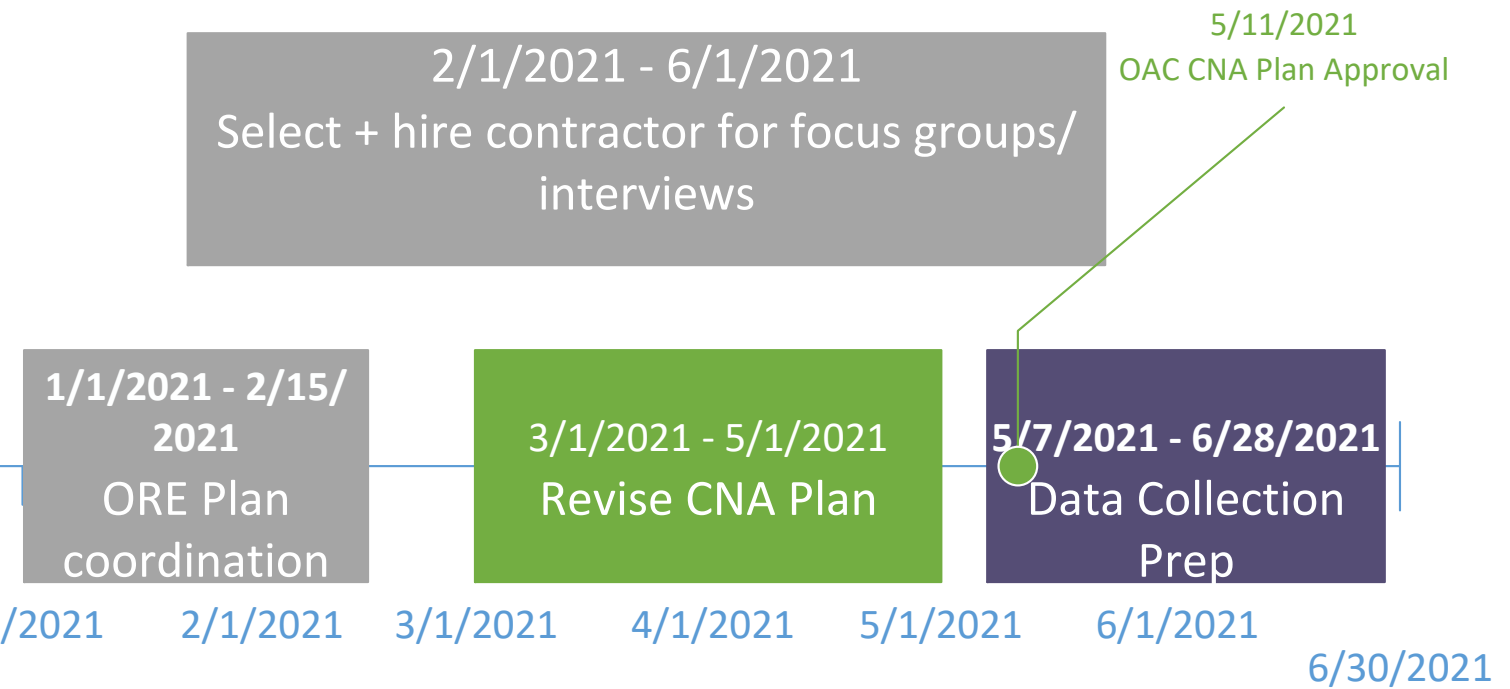 5/11/2021
OAC CNA Plan Approval
2/1/2021 - 6/1/2021
Select + hire contractor for focus groups/
interviews
1/1/2021 - 2/15/
2021
ORE Plan
coordination
3/1/2021 - 5/1/2021
Revise CNA Plan
5/7/2021 - 6/28/2021
Data Collection
Prep
/2021 2/1/2021 3/1/2021 4/1/2021 5/1/2021 6/1/2021
6/30/2021